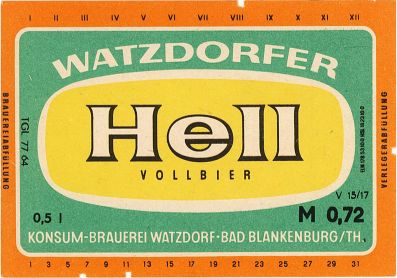 I II III IV V VI VII VIII IX X XI XII
WATZDORFER
BRAUEREIABFÜLLUNG
TGL 77 64
Hell
VOLLBIER
VERLEGERABFÜLLUNG
V 15/17
0,5 l
M 0,72
KONSUM-BRAUEREI WATZDORF-BAD BLANKENBURG/TH.
1 3 5 7 9 11 13 15 17 19 21 23 25 27 29 31